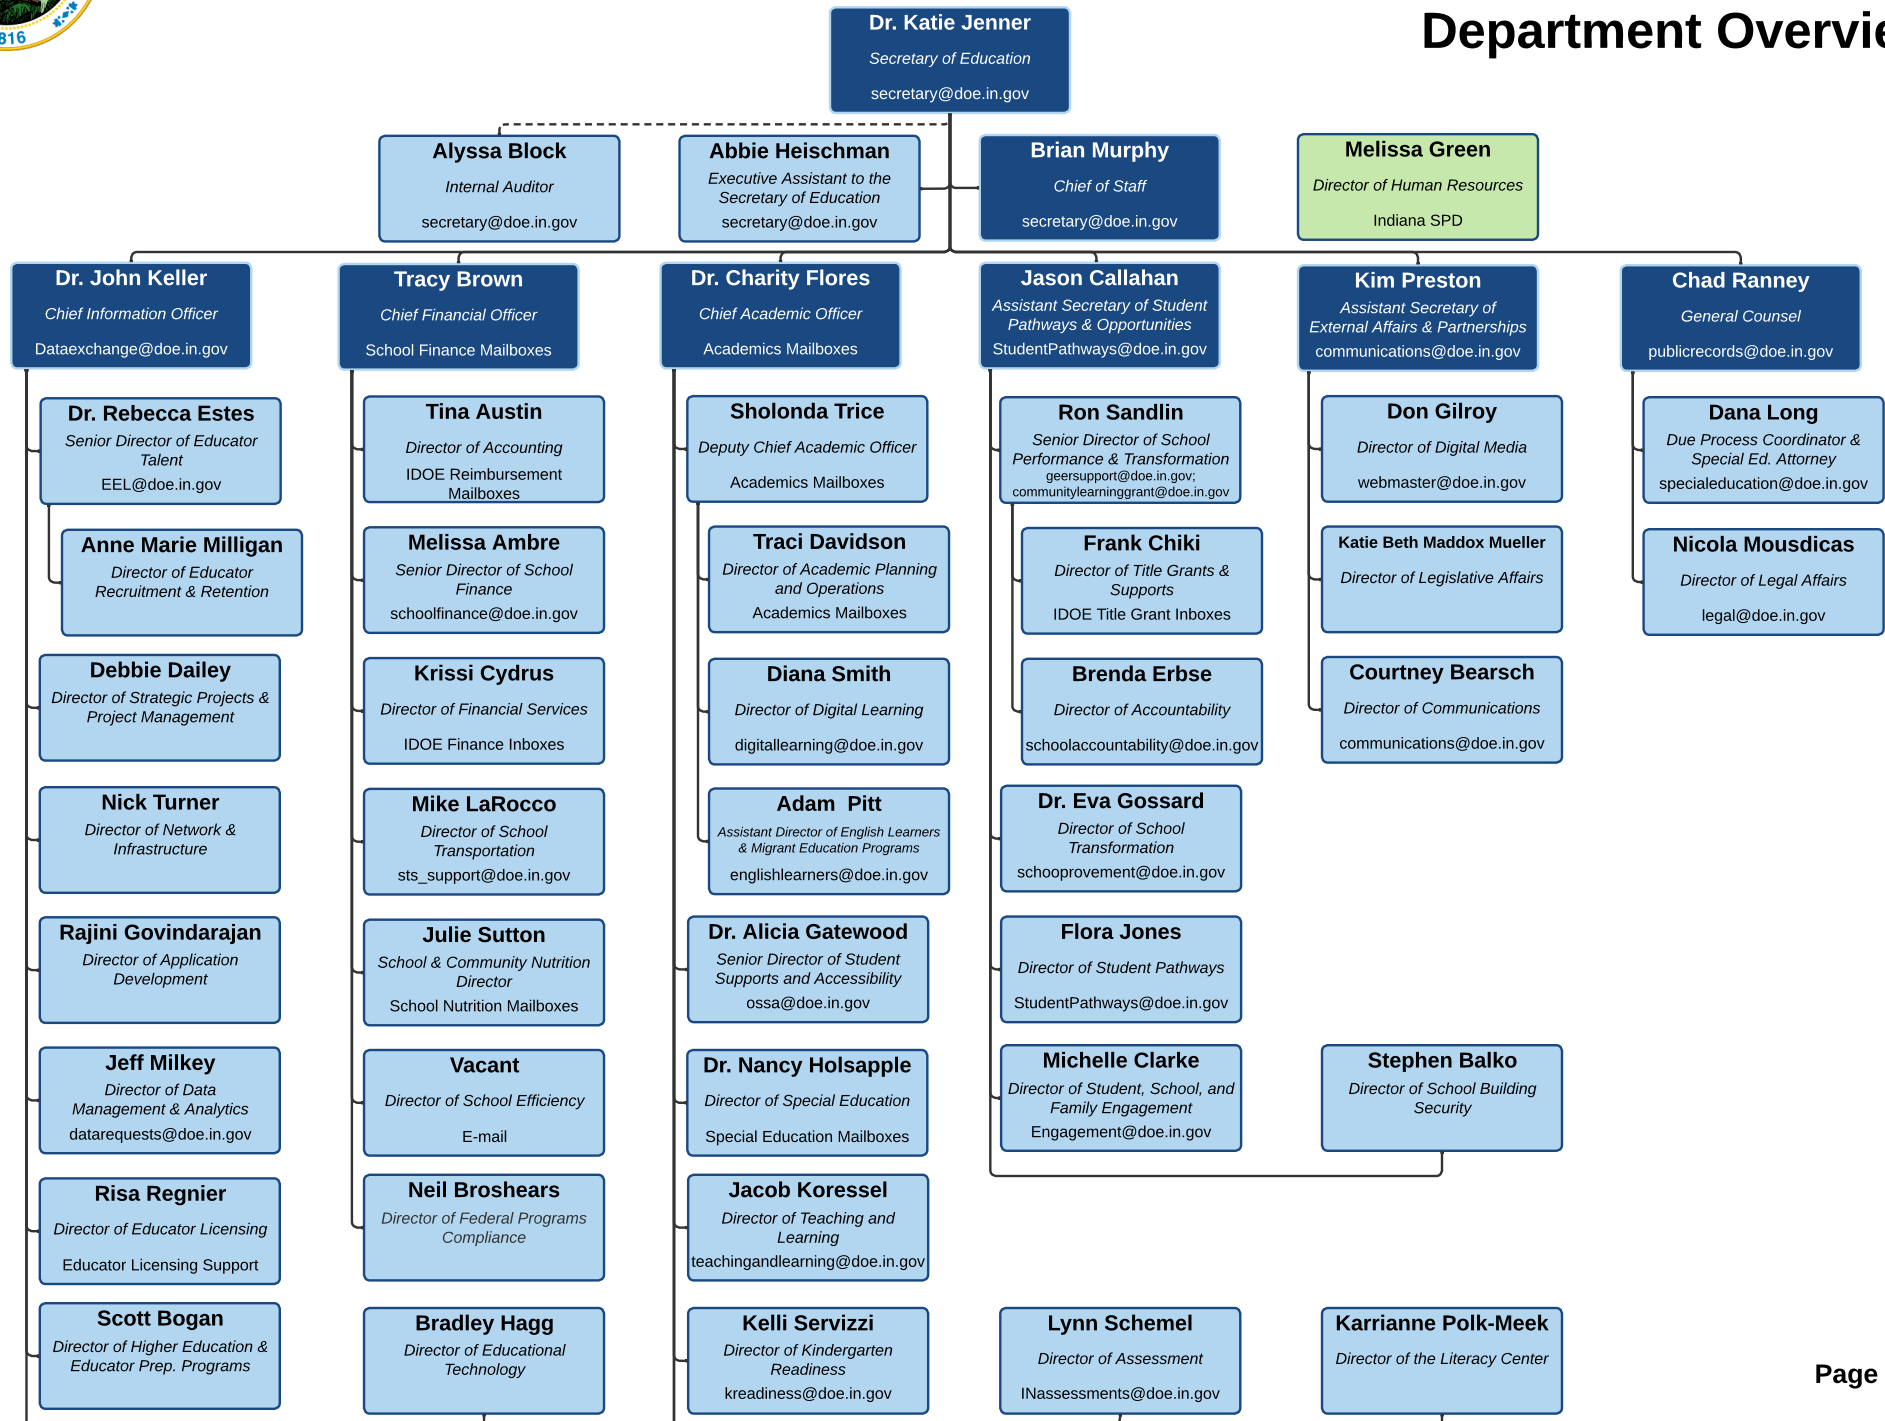 816
Department Overvie
Dr. Katie Jenner
Secretary of Education
secretary@doe.in.gov
Alyssa Block
Internal Auditor
secretary@doe.in.gov
Abbie Heischman
Executive Assistant to the
Secretary of Education
secretary@doe.in.gov
Brian Murphy
Chief of Staff
secretary@doe.in.gov
Melissa Green
Director of Human Resources
Indiana SPD
Dr. John Keller
Chief Information Officer
Dataexchange@doe.in.gov
Tracy Brown
Chief Financial Officer
School Finance Mailboxes
Dr. Charity Flores
Chief Academic Officer
Academics Mailboxes
Jason Callahan
Assistant Secretary of Student
Pathways & Opportunities
StudentPathways@doe.in.gov
Kim Preston
Assistant Secretary of
External Affairs & Partnerships
communications@doe.in.gov
Chad Ranney
General Counsel
publicrecords@doe.in.gov
Dr. Rebecca Estes
Senior Director of Educator
Talent
EEL@doe.in.gov
Anne Marie Milligan
Director of Educator
Recruitment & Retention
Debbie Dailey
Director of Strategic Projects &
Project Management
Nick Turner
Director of Network &
Infrastructure
Rajini Govindarajan
Director of Application
Development
Jeff Milkey
Director of Data
Management & Analytics
datarequests@doe.in.gov
Risa Regnier
Director of Educator Licensing
Educator Licensing Support
Scott Bogan
Director of Higher Education &
Educator Prep. Programs
Tina Austin
Director of Accounting
IDOE Reimbursement
Mailboxes
Melissa Ambre
Senior Director of School
Finance
schoolfinance@doe.in.gov
Krissi Cydrus
Director of Financial Services
IDOE Finance Inboxes
Mike LaRocco
Director of School
Transportation
sts_support@doe.in.gov
Julie Sutton
School & Community Nutrition
Director
School Nutrition Mailboxes
Vacant
Director of School Efficiency
E-mail
Neil Broshears
Director of Federal Programs
Compliance
Bradley Hagg
Director of Educational
Technology
Sholonda Trice
Deputy Chief Academic Officer
Academics Mailboxes
Traci Davidson
Director of Academic Planning
and Operations
Academics Mailboxes
Diana Smith
Director of Digital Learning
digitallearning@doe.in.gov
Adam  Pitt
Assistant Director of English Learners
& Migrant Education Programs
englishlearners@doe.in.gov
Dr. Alicia Gatewood
Senior Director of Student
Supports and Accessibility
ossa@doe.in.gov
Dr. Nancy Holsapple
Director of Special Education
Special Education Mailboxes
Jacob Koressel
Director of Teaching and
Learning
teachingandlearning@doe.in.gov
Kelli Servizzi
Director of Kindergarten
Readiness
kreadiness@doe.in.gov
Ron Sandlin
Senior Director of School
Performance & Transformation
geersupport@doe.in.gov;
communitylearninggrant@doe.in.gov
Frank Chiki
Director of Title Grants &
Supports
IDOE Title Grant Inboxes
Brenda Erbse
Director of Accountability
schoolaccountability@doe.in.gov
Dr. Eva Gossard
Director of School
Transformation
schooprovement@doe.in.gov
Flora Jones
Director of Student Pathways
StudentPathways@doe.in.gov
Michelle Clarke
Director of Student, School, and
Family Engagement
Engagement@doe.in.gov
Lynn Schemel
Director of Assessment
INassessments@doe.in.gov
Don Gilroy
Director of Digital Media
webmaster@doe.in.gov
Katie Beth Maddox Mueller
Director of Legislative Affairs
Courtney Bearsch
Director of Communications
communications@doe.in.gov
Stephen Balko
Director of School Building
Security
Karrianne Polk-Meek
Director of the Literacy Center
Dana Long
Due Process Coordinator &
Special Ed. Attorney
specialeducation@doe.in.gov
Nicola Mousdicas
Director of Legal Affairs
legal@doe.in.gov
Page